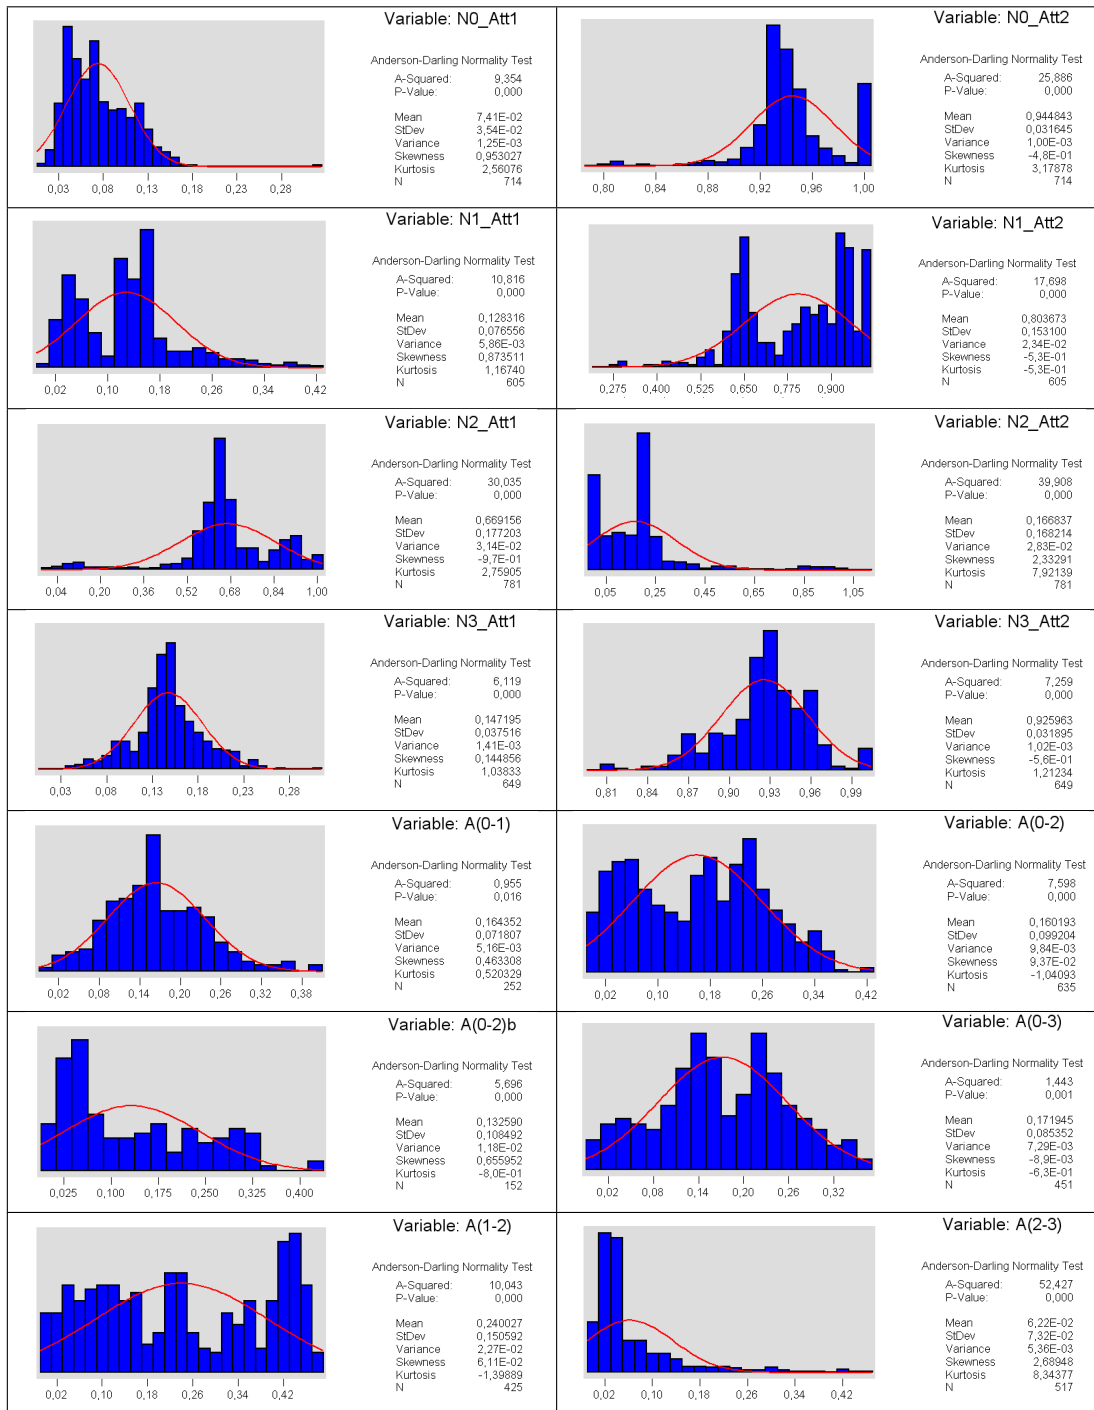 Variable: N0_Att1
Anderson-Darling Normality Test
A-Squared: 9,354
P-Value: 0,000
Mean 7,41E-02
StDev 3,54E-02
Variance 1,25E-03
Skewness 0,953027
Kurtosis 2,56076
N 714
0,03 0,08 0,13 0,18 0,23 0,28
Variable: N0_Att2
Anderson-Darling Normality Test
A-Squared: 25,886
P-Value: 0,000
Mean 0,944843
StDev 0,031645
Variance 1,00E-03
Skewness -4,8E-01
Kurtosis 3,17878
N 714
0,80 0,84 0,88 0,92 0,96 1,00
Variable: N1_Att1
Anderson-Darling Normality Test
A-Squared: 10,816
P-Value: 0,000
Mean 0,128316
StDev 0,076556
Variance 5,86E-03
Skewness 0,873511
Kurtosis 1,16740
N 605
0,02 0,10 0,18 0,26 0,34 0,42
Variable: N1_Att2
Anderson-Darling Normality Test
A-Squared: 17,698
P-Value: 0,000
Mean 0,803673
StDev 0,153100
Variance 2,34E-02
Skewness -5,3E-01
Kurtosis -5,3E-01
N 605
0,275 0,400 0,525 0,650 0,775 0,900
Variable: N2_Att1
Anderson-Darling Normality Test
A-Squared: 30,035
P-Value: 0,000
Mean 0,669156
StDev 0,177203
Variance 3,14E-02
Skewness -9,7E-01
Kurtosis 2,75905
N 781
0,04 0,20 0,36 0,52 0,68 0,84 1,00
Variable: N2_Att2
Anderson-Darling Normality Test
A-Squared: 39,908
P-Value: 0,000
Mean 0,166837
StDev 0,168214
Variance 2,83E-02
Skewness 2,33291
Kurtosis 7,92139
N 781
0,05 0,25 0,45 0,65 0,85 1,05
Variable: N3_Att1
Anderson-Darling Normality Test
A-Squared: 6,119
P-Value: 0,000
Mean 0,147195
StDev 0,037516
Variance 1,41E-03
Skewness 0,144856
Kurtosis 1,03833
N 649
0,03 0,08 0,13 0,18 0,23 0,28
Variable: N3_Att2
Anderson-Darling Normality Test
A-Squared: 7,259
P-Value: 0,000
Mean 0,925963
StDev 0,031895
Variance 1,02E-03
Skewness -5,6E-01
Kurtosis 1,21234
N 649
0,81 0,84 0,87 0,90 0,93 0,96 0,99
Variable: A(0-1)
Anderson-Darling Normality Test
A-Squared: 0,955
P-Value: 0,016
Mean 0,164352
StDev 0,071807
Variance 5,16E-03
Skewness 0,463308
Kurtosis 0,520329
N 252
0,02 0,08 0,14 0,20 0,26 0,32 0,38
Variable: A(0-2)
Anderson-Darling Normality Test
A-Squared: 7,598
P-Value: 0,000
Mean 0,160193
StDev 0,099204
Variance 9,84E-03
Skewness 9,37E-02
Kurtosis -1,04093
N 635
0,02 0,10 0,18 0,26 0,34 0,42
Variable: A(0-2)b
Anderson-Darling Normality Test
A-Squared: 5,696
P-Value: 0,000
Mean 0,132590
StDev 0,108492
Variance 1,18E-02
Skewness 0,655952
Kurtosis -8,0E-01
N 152
0,025 0,100 0,175 0,250 0,325 0,400
Variable: A(0-3)
Anderson-Darling Normality Test
A-Squared: 1,443
P-Value: 0,001
Mean 0,171945
StDev 0,085352
Variance 7,29E-03
Skewness -8,9E-03
Kurtosis -6,3E-01
N 451
0,02 0,08 0,14 0,20 0,26 0,32
Variable: A(1-2)
Anderson-Darling Normality Test
A-Squared: 10,043
P-Value: 0,000
Mean 0,240027
StDev 0,150592
Variance 2,27E-02
Skewness 6,11E-02
Kurtosis -1,39889
N 425
0,02 0,10 0,18 0,26 0,34 0,42
Variable: A(2-3)
Anderson-Darling Normality Test
A-Squared: 52,427
P-Value: 0,000
Mean 6,22E-02
StDev 7,32E-02
Variance 5,36E-03
Skewness 2,68948
Kurtosis 8,34377
N 517
0,02 0,10 0,18 0,26 0,34 0,42